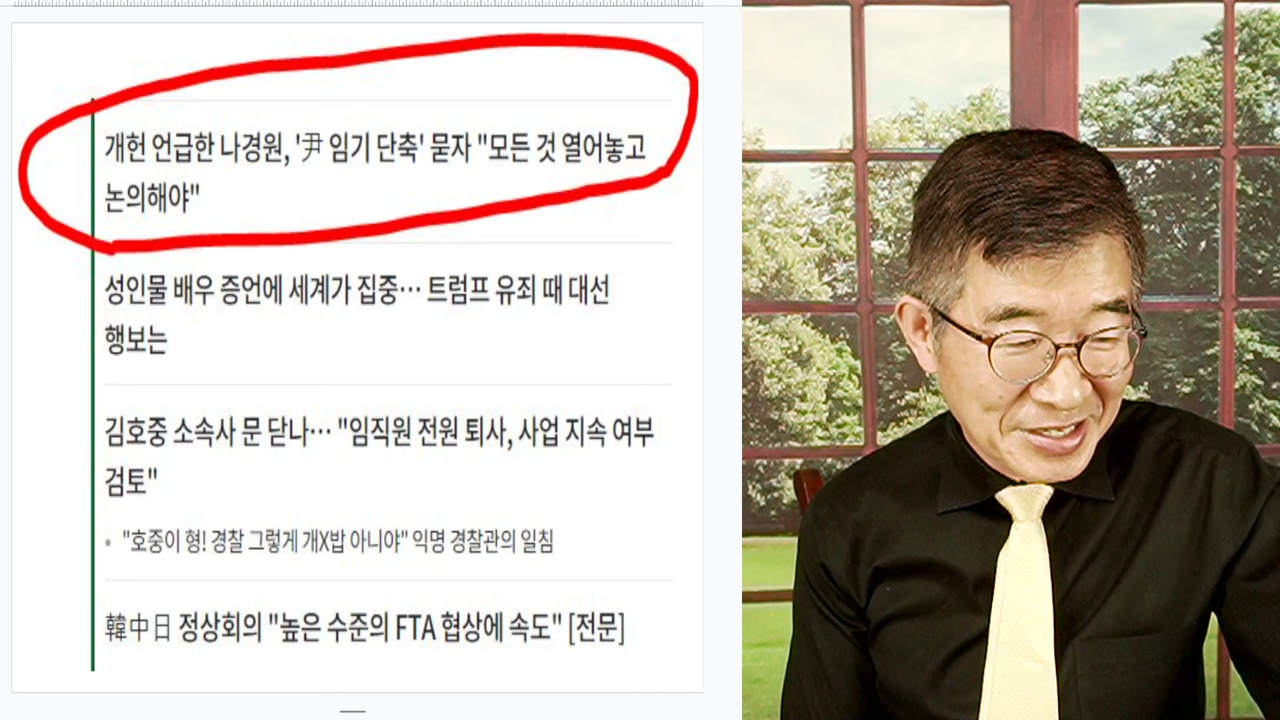 개헌 언급한 나경원, '尹 임기 단축' 묻자 "모든 것 열어놓고
논의해야"
성인물 배우 증언에 세계가 집중… 트럼프 유죄 때 대선
행보는
김호중 소속사 문 닫나… "임직원 전원 퇴사, 사업 지속 여부
검토"
• "호중이 형! 경찰 그렇게 개X밥 아니야" 익명 경찰관의 일침
韓中日 정상회의 "높은 수준의 FTA 협상에 속도" [전문]